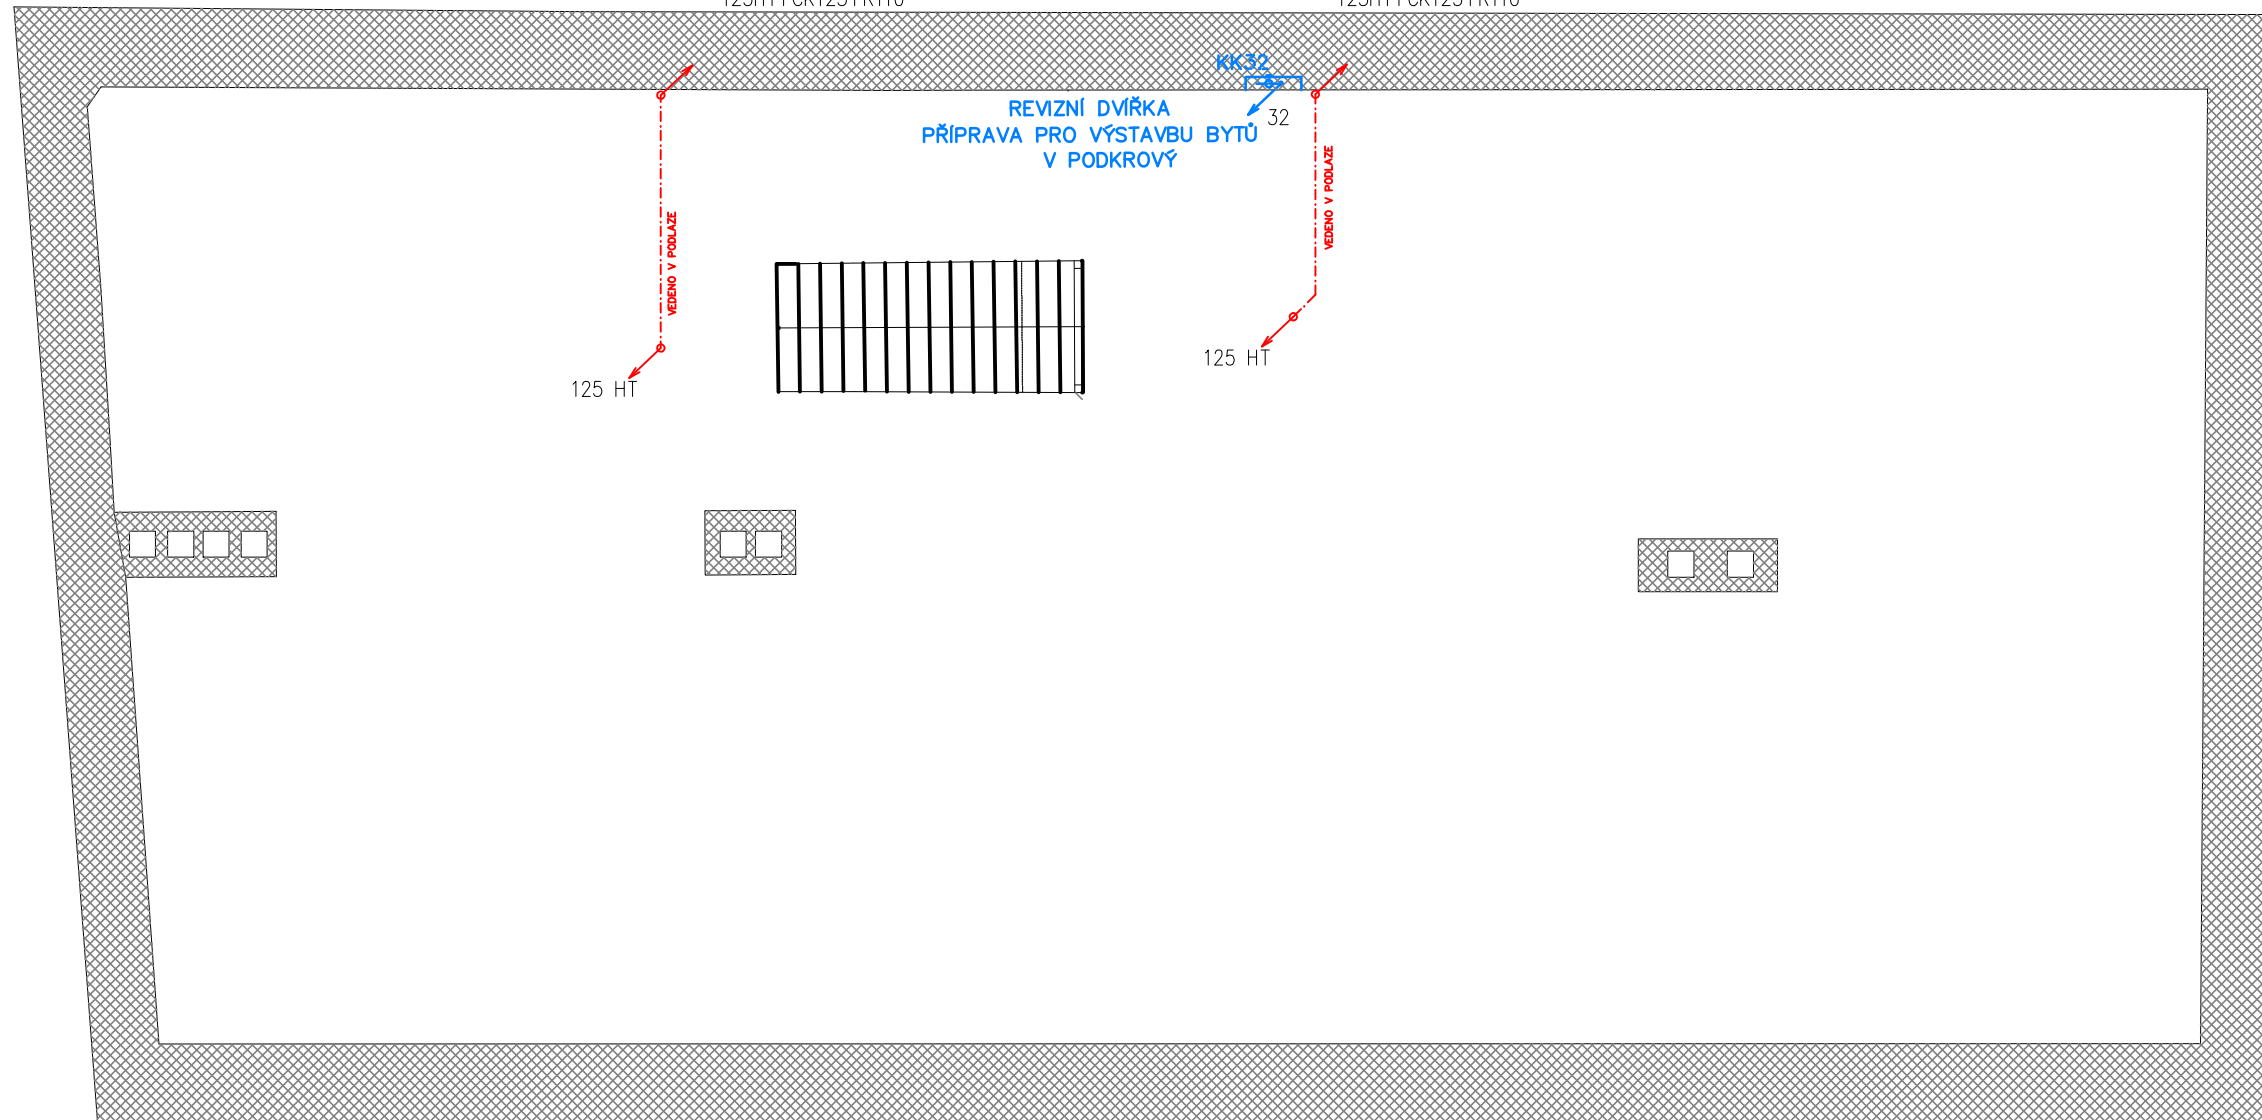 KK32
REVIZNÍ DVÍŘKA
32
PŘÍPRAVA PRO VÝSTAVBU BYTŮ
V PODKROVÝ
VEDENO V PODLAZE
VEDENO V PODLAZE
125 HT
125 HT